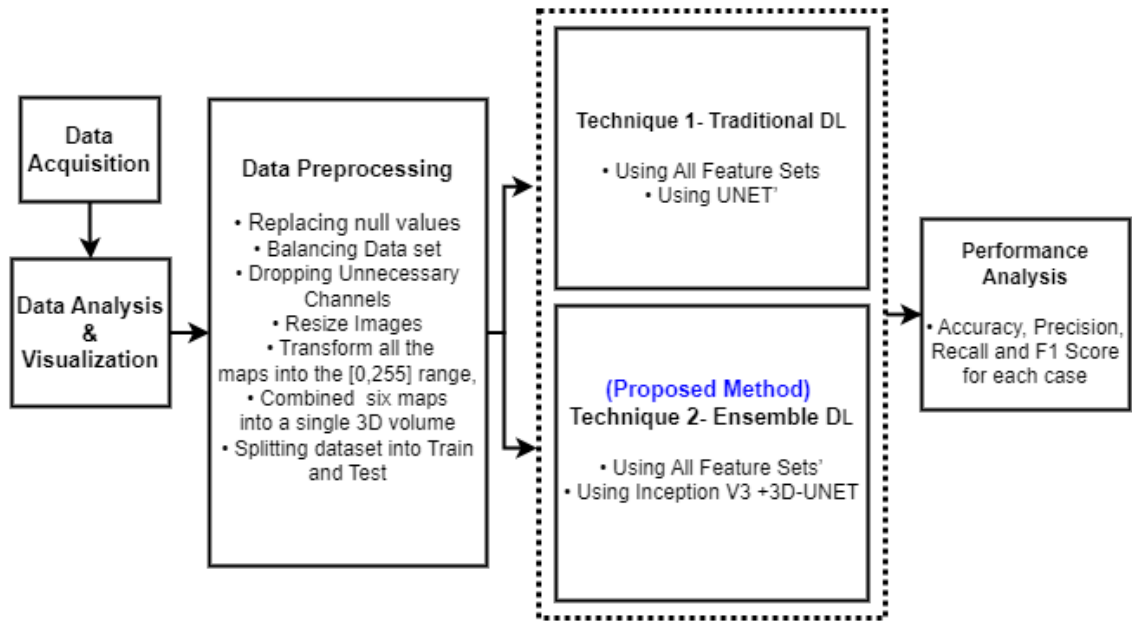 Data
Acquisition
Data Analysis
&
Visualization
Data Preprocessing
• Replacing null values
• Balancing Data set
• Dropping Unnecessary
Channels
• Resize Images
• Transform all the
maps into the [0,255] range,
• Combined six maps
into a single 3D volume
• Splitting dataset into Train
and Test
Technique 1- Traditional DL
• Using All Feature Sets
• Using UNET’
(Proposed Method)
Technique 2- Ensemble DL
• Using All Feature Sets’
• Using Inception V3 +3D-UNET
Performance
Analysis
• Accuracy, Precision,
Recall and F1 Score
for each case